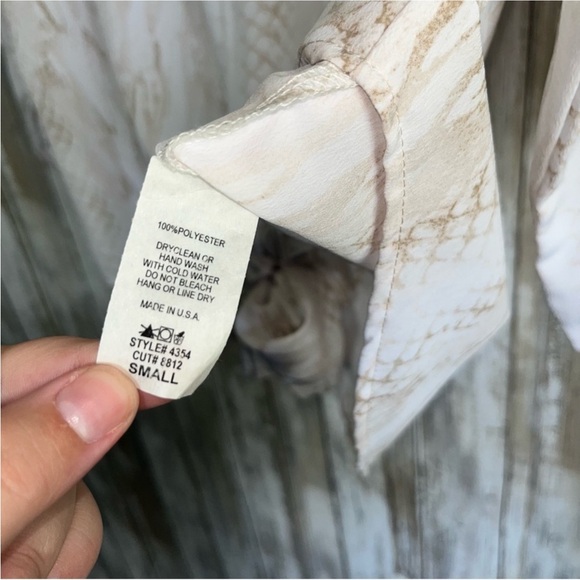 100%POLYESTER
DRYCLEAN OR
HAND WASH
WITH COLD WATER
DO NOT BLEACH
HANG OR LINE DRY
MADE IN U.S.A.
STYLE# 4354
CUT# 8812
SMALL